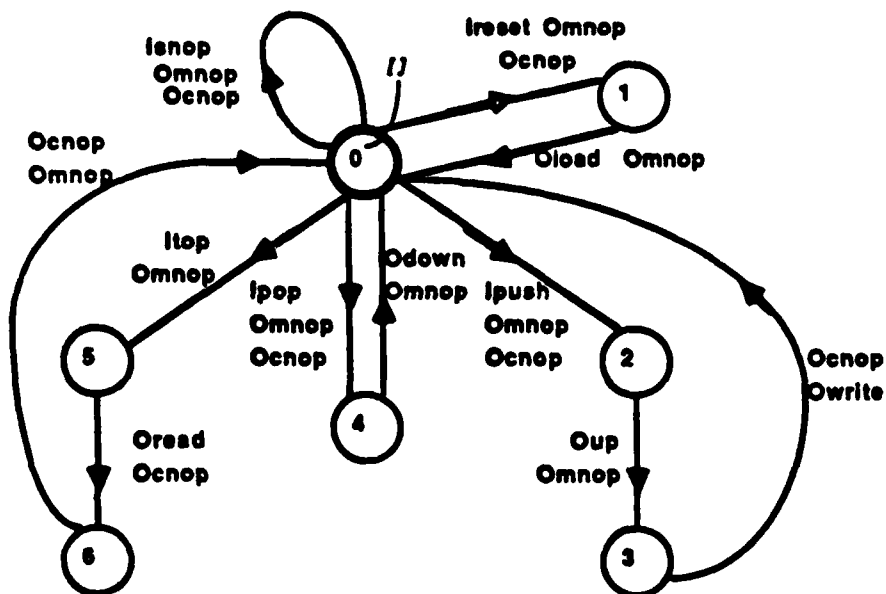 Ireset Omnop
Ocnop
Isnop
Omnop
Ocnop
[]
1
Ocnop
Omnop
0
Oload Omnop
Itop
Omnop
Odown
Omnop
Ipop
Omnop
Ocnop
Ipush
Omnop
Ocnop
5
2
Ocnop
Owrite
4
Oread
Ocnop
Oup
Omnop
6
3